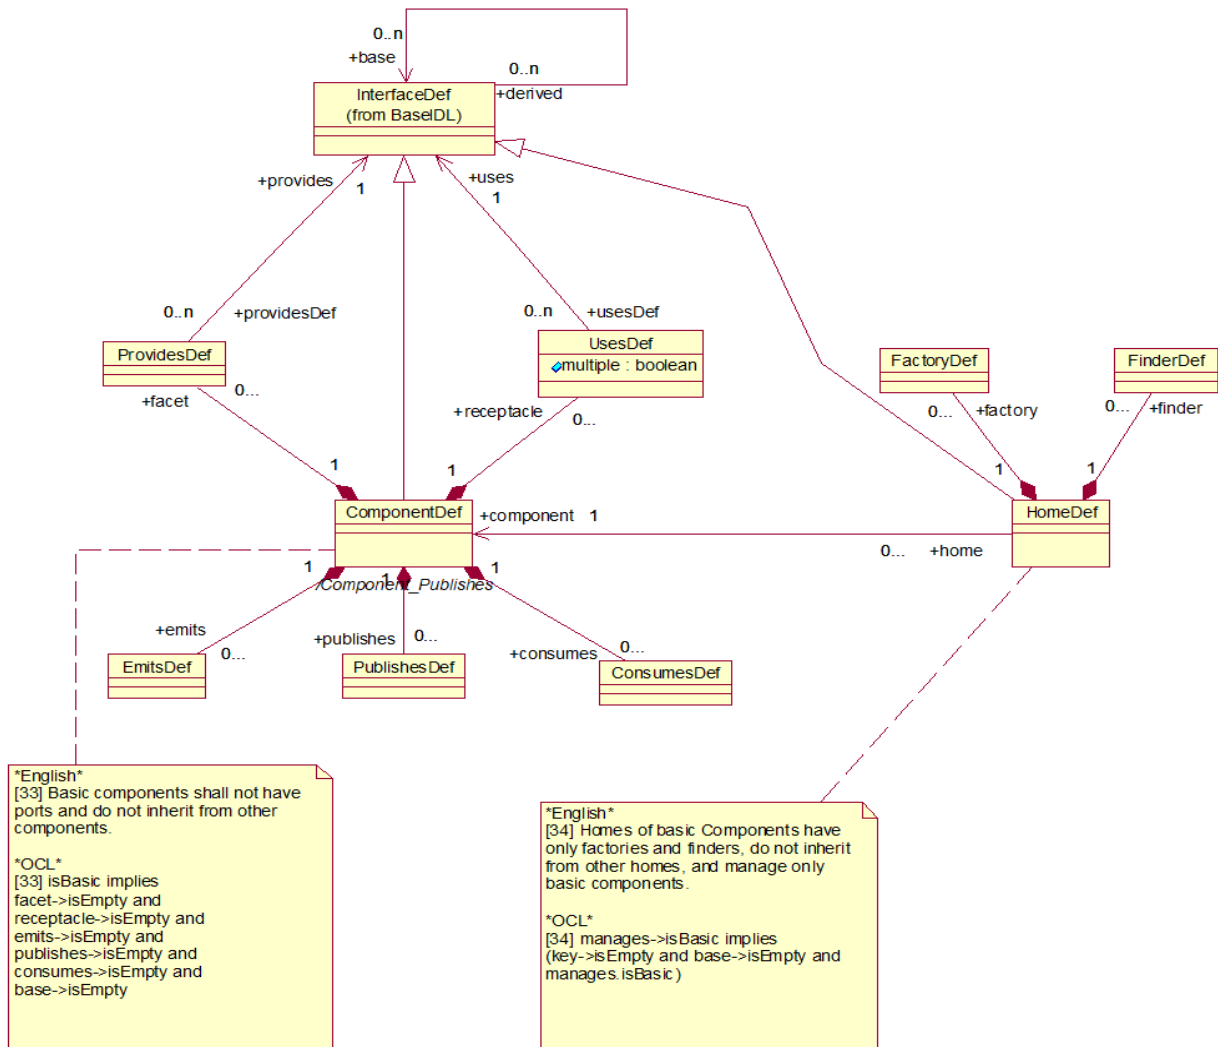 0..n
+base
0..n
+derived
InterfaceDef
(from BaseIDL)
+provides
1
+uses
1
0..n
+providesDef
0..n
+usesDef
ProvidesDef
UsesDef
multiple : boolean
FactoryDef
FinderDef
+facet
0...
+receptacle
0...
0...
+factory
0...
+finder
1
1
1
1
ComponentDef
+component
1
HomeDef
0...
+home
1
1
1
/Component_Publishes
+emits
0...
+publishes
0...
+consumes
0...
EmitsDef
PublishesDef
ConsumesDef
*English*
[33] Basic components shall not have
ports and do not inherit from other
components.
*OCL*
[33] isBasic implies
facet->isEmpty and
receptacle->isEmpty and
emits->isEmpty and
publishes->isEmpty and
consumes->isEmpty and
base->isEmpty
*English*
[34] Homes of basic Components have
only factories and finders, do not inherit
from other homes, and manage only
basic components.
*OCL*
[34] manages->isBasic implies
(key->isEmpty and base->isEmpty and
manages.isBasic)